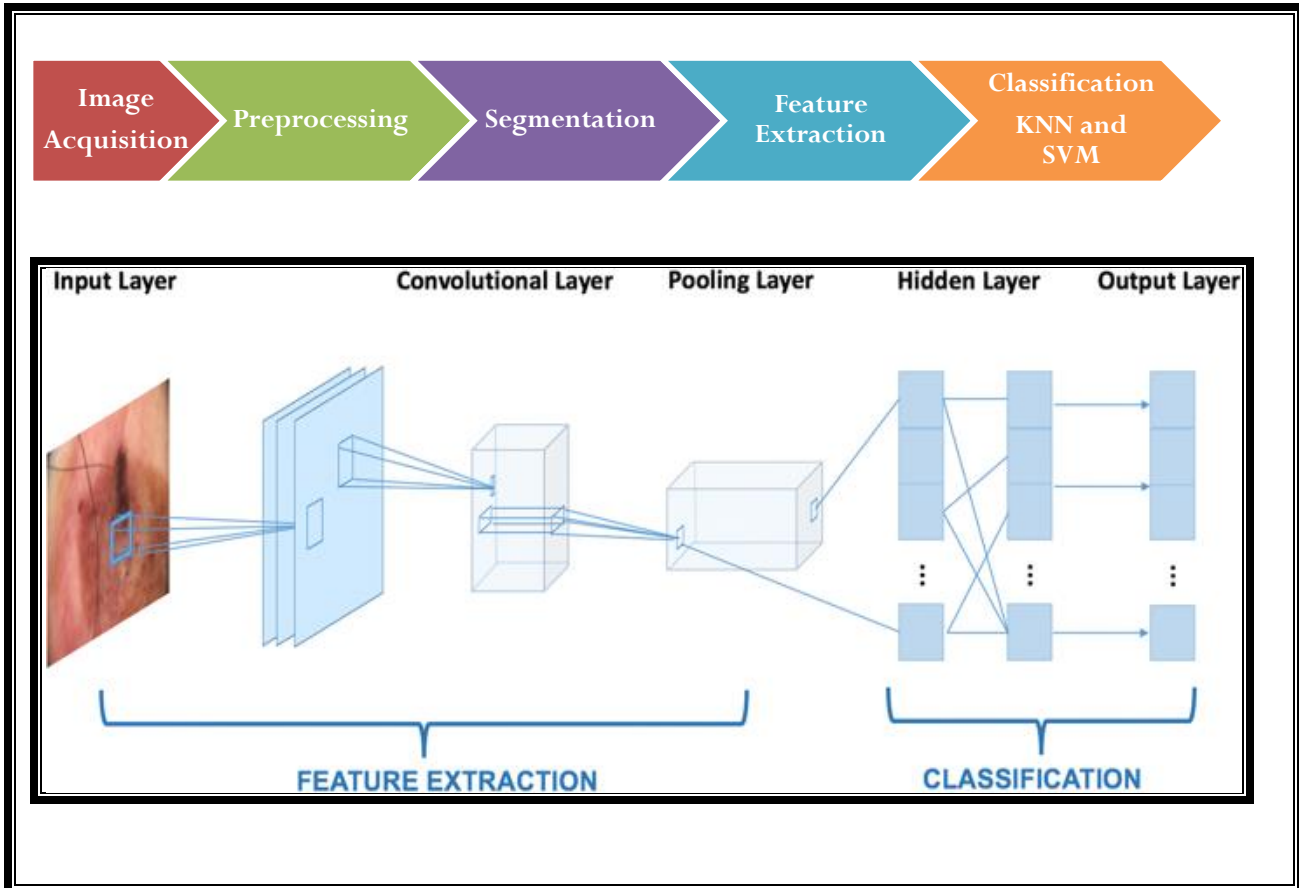 Image
Acquisition
Preprocessing
Segmentation
Feature
Extraction
Classification
KNN and
SVM
Input Layer
Convolutional Layer
Pooling Layer
Hidden Layer
Output Layer
...
...
...
FEATURE EXTRACTION
CLASSIFICATION